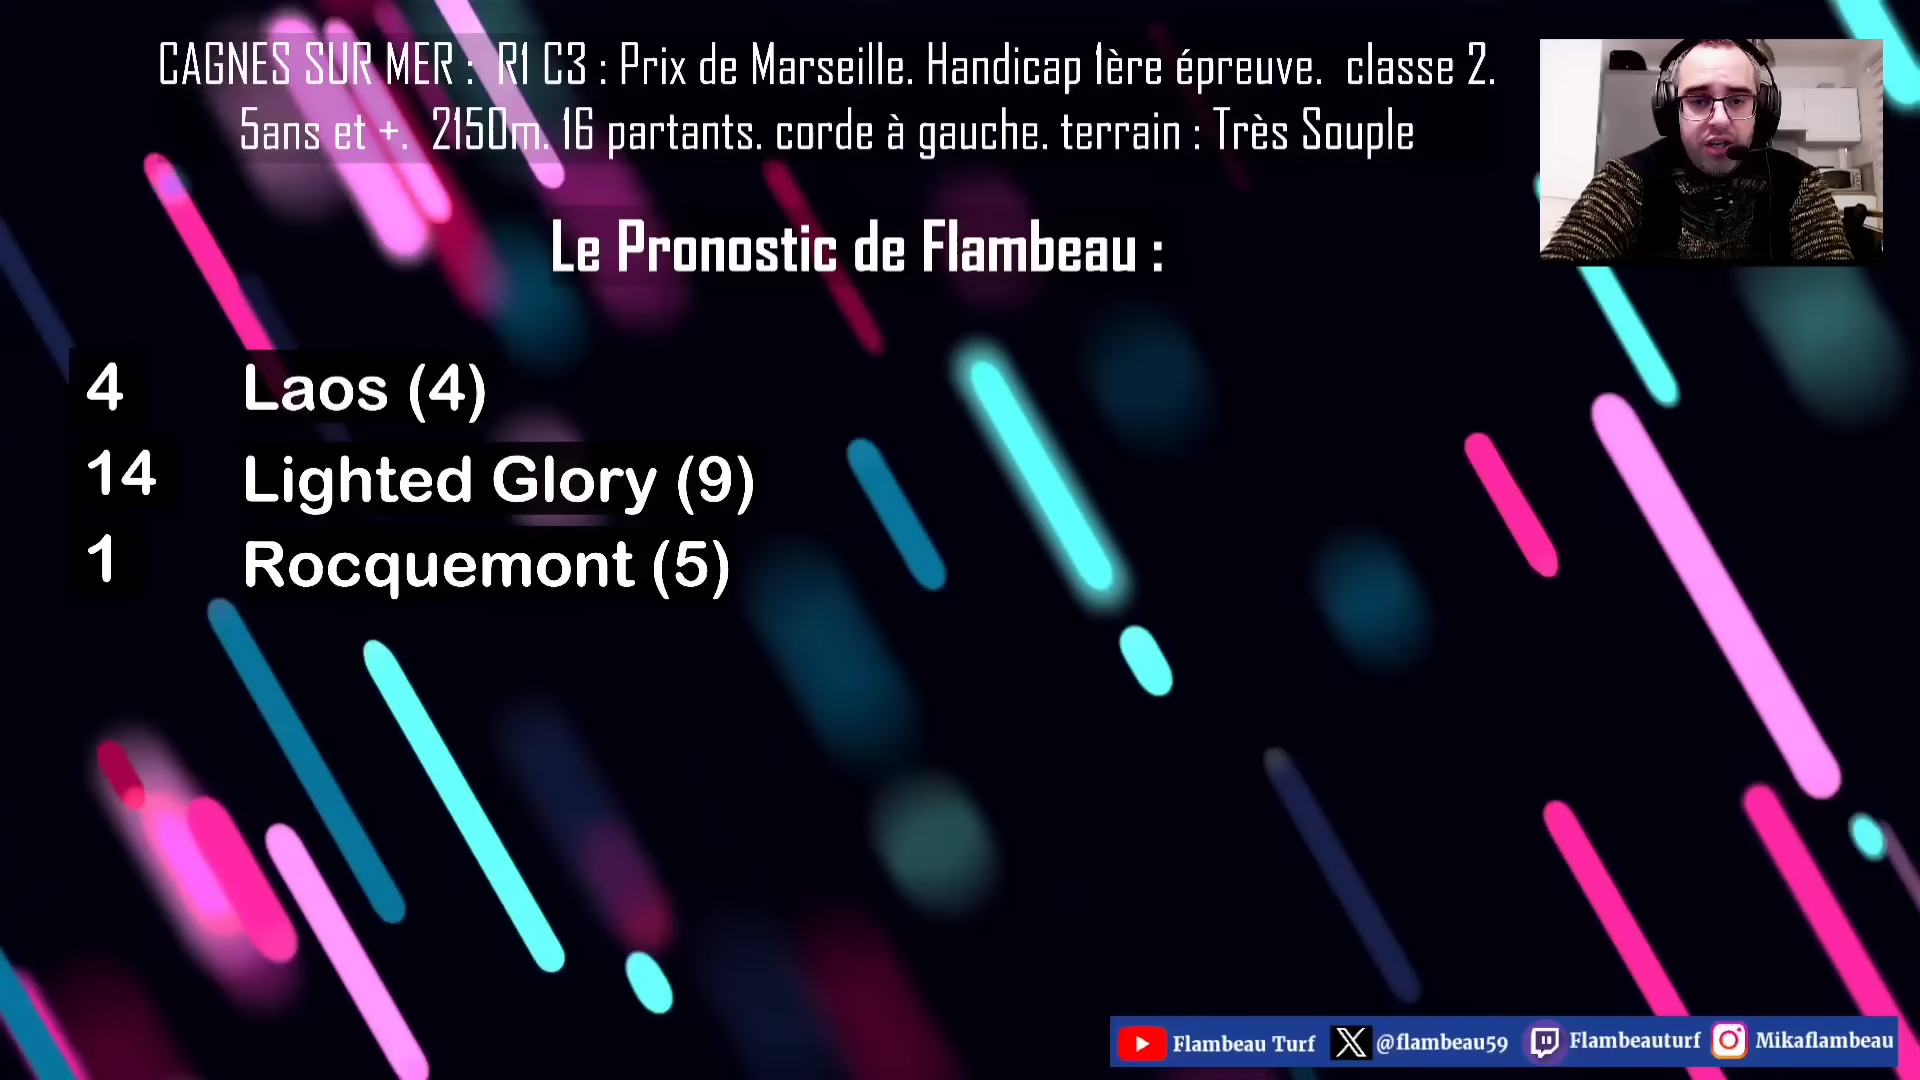 CAGNES SUR MER : R1 C3 : Prix de Marseille. Handicap 1ère épreuve. classe 2.
5ans et +. 2150m. 16 partants. corde à gauche. terrain : Très Souple
Le Pronostic de Flambeau :
4 Laos (4)
14 Lighted Glory (9)
1 Rocquemont (5)
Flambeau Turf @flambeau59 Flambeauturf Mikaflambeau